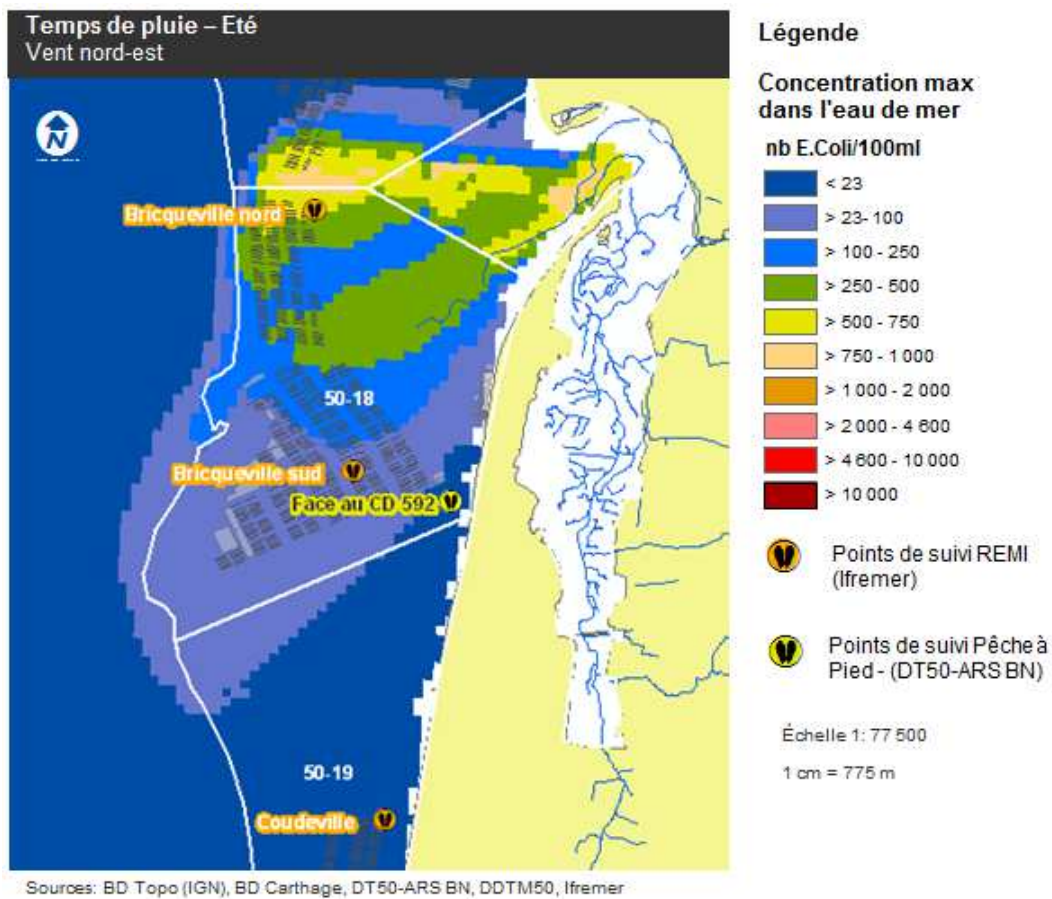 Temps de pluie – Eté
Vent nord-est
N
Bricqueville nord
50-18
Bricqueville sud
Face au CD 592
50-19
Coudeville
Légende
Concentration max
dans l'eau de mer
nb E.Coli/100ml
< 23
> 23- 100
> 100 - 250
> 250 - 500
> 500 - 750
> 750 - 1 000
> 1 000 - 2 000
> 2 000 - 4 600
> 4 600 - 10 000
> 10 000
Points de suivi REMI
(Ifremer)
Points de suivi Pêche à
Pied - (DT50-ARS BN)
Échelle 1: 77 500
1 cm = 775 m
Sources: BD Topo (IGN), BD Carthage, DT50-ARS BN, DDTM50, Ifremer